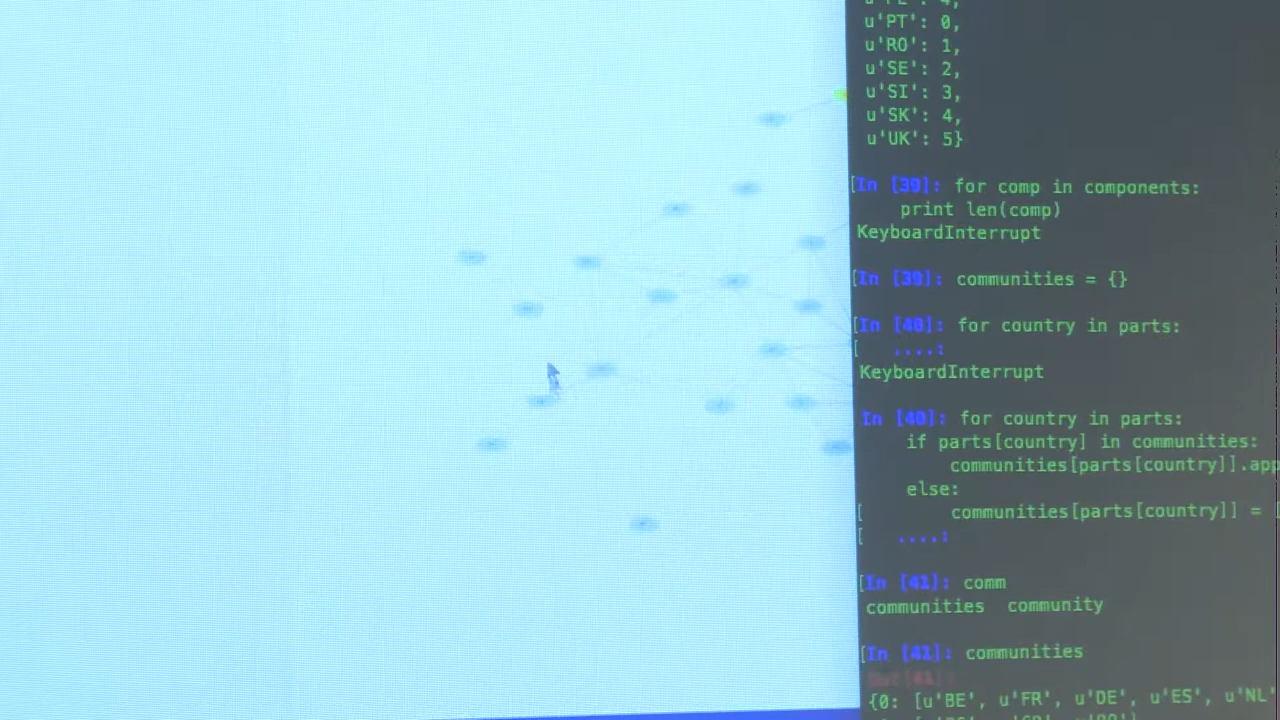 u'PT': 0,
u'RO': 1,
u'SE': 2,
u'SI': 3,
u'SK': 4,
u'UK': 5}
[In [39]: for comp in components:
print len(comp)
KeyboardInterrupt
[In [39]: communities = {}
[In [40]: for country in parts:
[ ....:
KeyboardInterrupt
In [40]: for country in parts:
if parts[country] in communities:
communities[parts[country]].app
else:
[ communities[parts[country]] =
[ ....:
[In [41]: comm
communities community
[In [41]: communities
Out[41]:
{0: [u'BE', u'FR', u'DE', u'ES', u'NL'